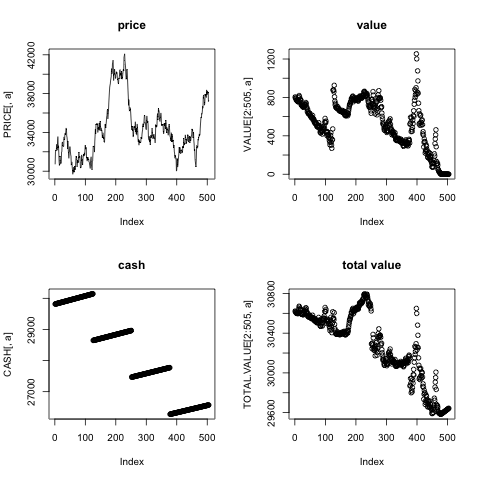 price
PRICE[, a]
30000 34000 38000 42000
0 100 200 300 400 500
Index
value
VALUE[2:505, a]
0 400 800 1200
0 100 200 300 400 500
Index
cash
CASH[, a]
27000 29000
0 100 200 300 400 500
Index
total value
TOTAL.VALUE[2:505, a]
29600 30000 30400 30800
0 100 200 300 400 500
Index